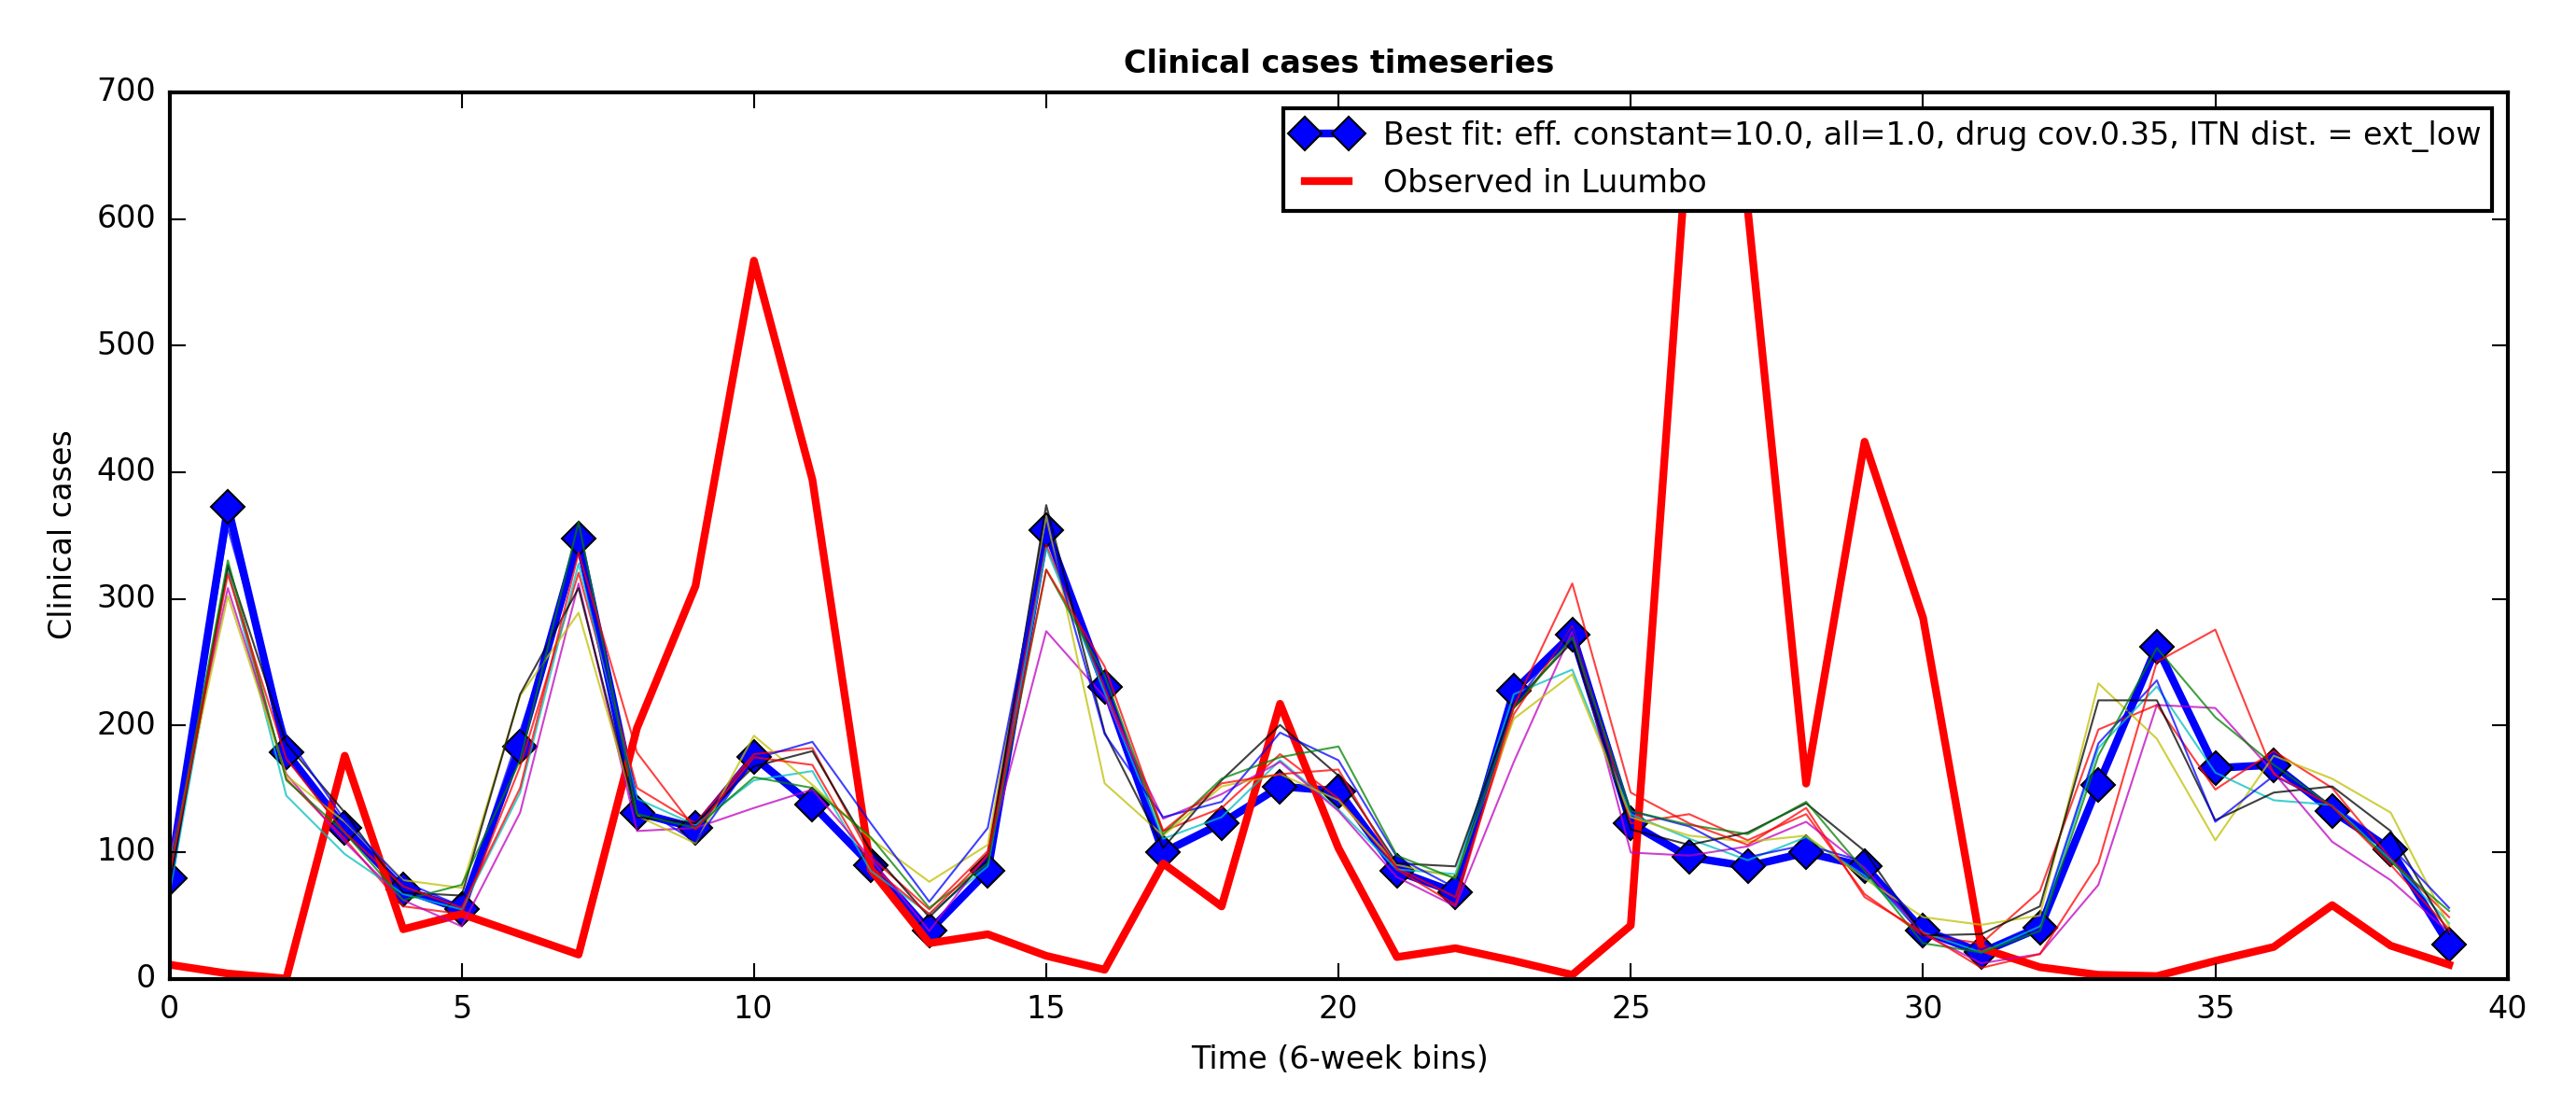 Clinical cases timeseries
700
600
500
400
300
200
100
0
Clinical cases
Best fit: eff. constant=10.0, all=1.0, drug cov.0.35, ITN dist. = ext_low
Observed in Luumbo
0 5 10 15 20 25 30 35 40
Time (6-week bins)